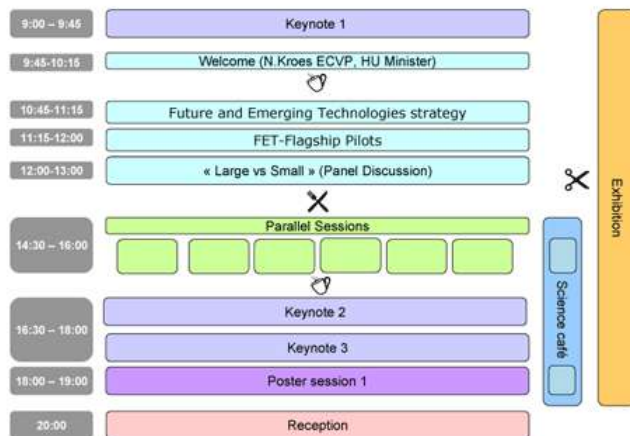 9:00 – 9:45
Keynote 1
9:45-10:15
Welcome (N.Kroes ECVP, HU Minister)
10:45-11:15
Future and Emerging Technologies strategy
11:15-12:00
FET-Flagship Pilots
12:00-13:00
« Large vs Small » (Panel Discussion)
14:30 – 16:00
Parallel Sessions
16:30 – 18:00
Keynote 2
Keynote 3
18:00 – 19:00
Poster session 1
20:00
Reception
Science café
Exhibition